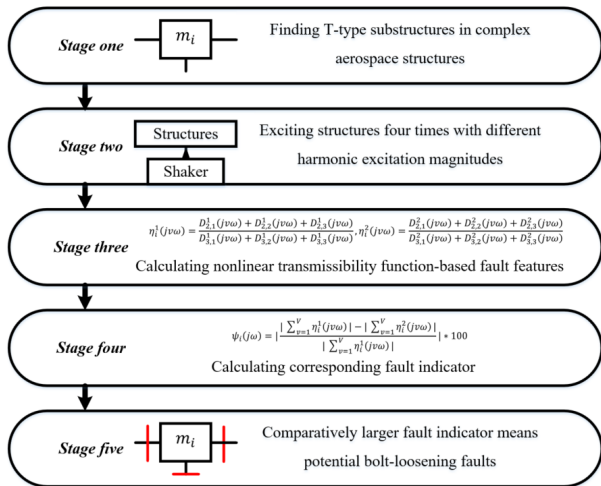 Stage one
m_i
Finding T-type substructures in complex
aerospace structures
Stage two
Structures
Shaker
Exciting structures four times with different
harmonic excitation magnitudes
Stage three
η_i^1(jvω) = (D_{2,1}^1(jvω) + D_{2,2}^1(jvω) + D_{2,3}^1(jvω)) / (D_{3,1}^1(jvω) + D_{3,2}^1(jvω) + D_{3,3}^1(jvω)), η_i^2(jvω) = (D_{2,1}^2(jvω) + D_{2,2}^2(jvω) + D_{2,3}^2(jvω)) / (D_{3,1}^2(jvω) + D_{3,2}^2(jvω) + D_{3,3}^2(jvω))
Calculating nonlinear transmissibility function-based fault features
Stage four
ψ_i(jω) = |(| ∑_{v=1}^V η_i^1(jvω)| − | ∑_{v=1}^V η_i^2(jvω)|) / (| ∑_{v=1}^V η_i^1(jvω)|)| * 100
Calculating corresponding fault indicator
Stage five
m_i
Comparatively larger fault indicator means
potential bolt-loosening faults